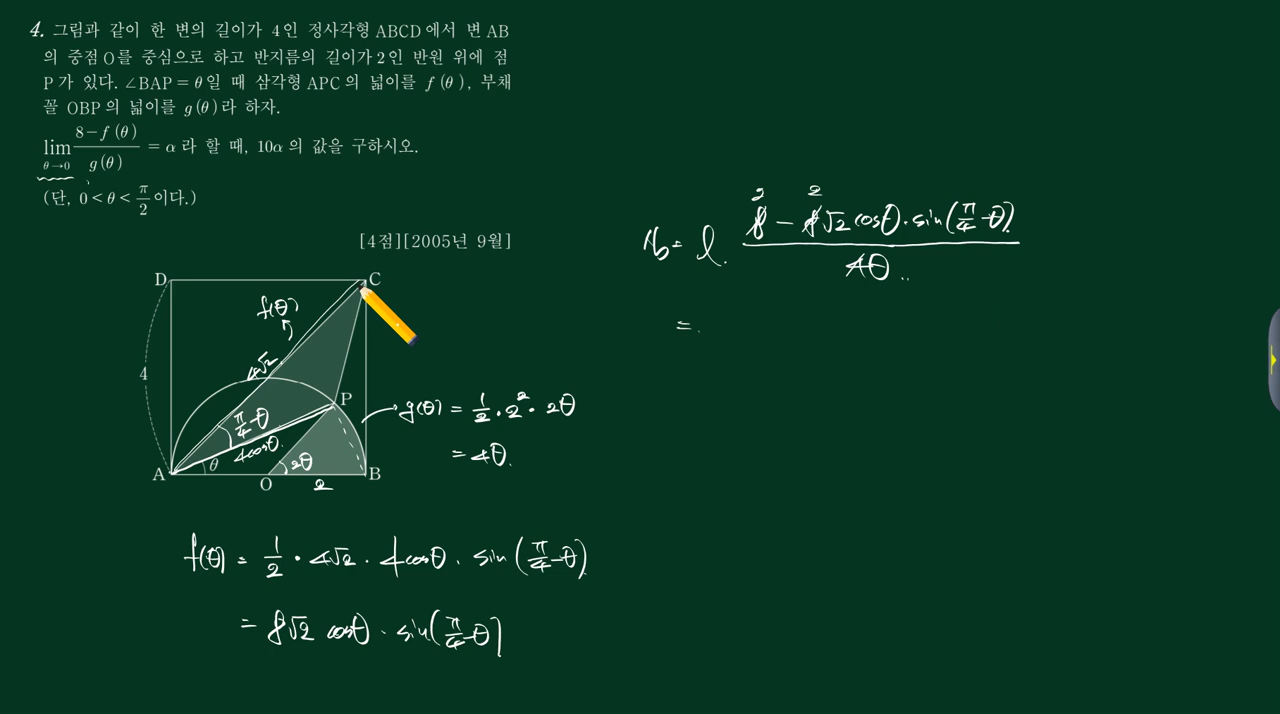 4. 그림과 같이 한 변의 길이가 4인 정사각형 ABCD에서 변 AB
의 중점 O를 중심으로 하고 반지름의 길이가 2인 반원 위에 점
P가 있다. ∠BAP = θ일 때 삼각형 APC의 넓이를 f(θ), 부채
꼴 OBP의 넓이를 g(θ)라 하자.
lim_{θ→0} (8-f(θ))/g(θ) = α라 할 때, 10α의 값을 구하시오.
(단, 0 < θ < π/2 이다.)
[4점][2005년 9월]
D C
f(θ)
4√2
4
P
π/4-θ
4cosθ
A θ O 2θ B
2
g(θ) = 1/2 · 2² · 2θ
= 4θ.
f(θ) = 1/2 · 4√2 · 4cosθ · sin(π/4-θ)
= 8√2 cosθ · sin(π/4-θ)
2 2
8 - 8√2 cosθ · sin(π/4-θ)
4θ
=